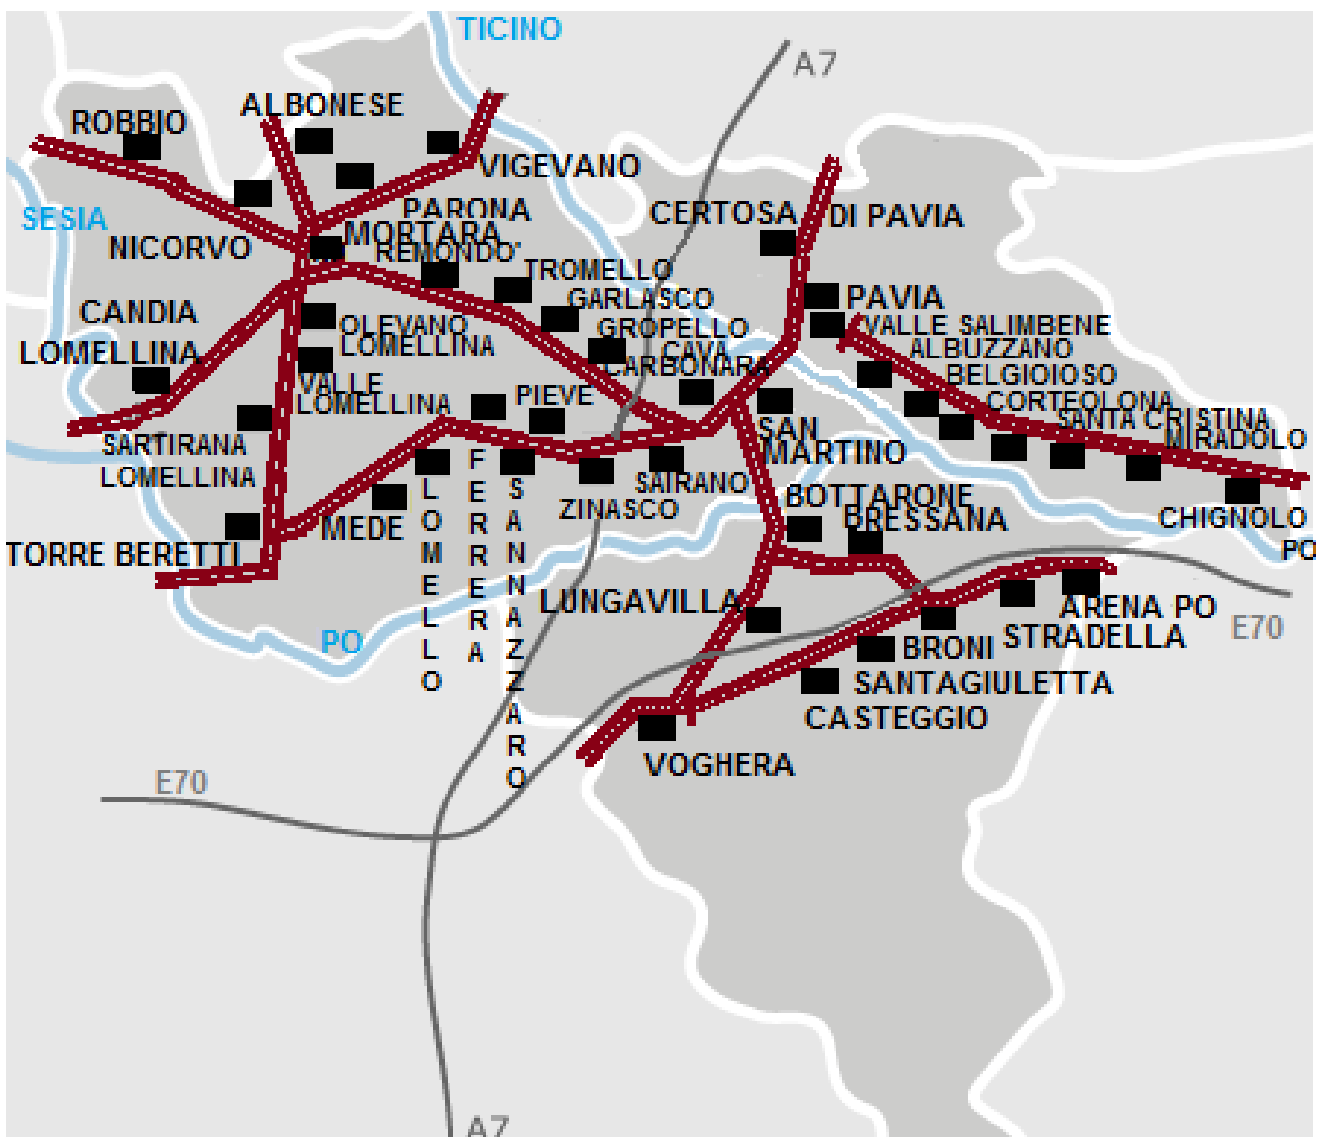 TICINO
A7
ALBONESE
ROBBIO
VIGEVANO
PARONA
CERTOSA
DI PAVIA
SESIA
NICORVO
MORTARA
REMONDO'
TROMELLO
CANDIA
LOMELLINA
GARLASCO
PAVIA
OLEVANO
LOMELLINA
GROPELLO
CAVA
CARBONARA
VALLE SALIMBENE
ALBUZZANO
BELGIOIOSO
CORTEOLONA
SANTA CRISTINA
MIRADOLO
VALLE
LOMELLINA
PIEVE
SAN
MARTINO
SARTIRANA
LOMELLINA
SAIRANO
ZINASCO
BOTTARONE
BRESSANA
CHIGNOLO
PO
MEDE
TORRE BERETTI
LOMELLO
FERRERA
SANNAZZARO
LUNGAVILLA
ARENA PO
E70
STRADELLA
BRONI
PO
SANTAGIULETTA
CASTEGGIO
VOGHERA
E70
A7